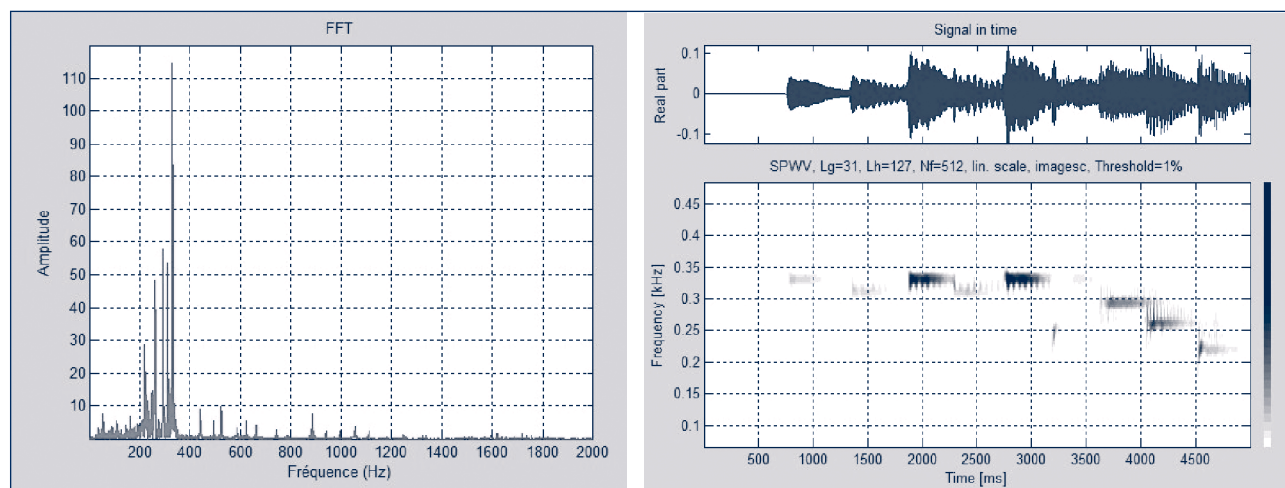 FFT
110
100
90
80
70
60
50
40
30
20
10
Amplitude
200 400 600 800 1000 1200 1400 1600 1800 2000
Fréquence (Hz)
Signal in time
0.1
0
-0.1
Real part
SPWV, Lg=31, Lh=127, Nf=512, lin. scale, imagesc, Threshold=1%
0.45
0.4
0.35
0.3
0.25
0.2
0.15
0.1
Frequency [kHz]
500 1000 1500 2000 2500 3000 3500 4000 4500
Time [ms]